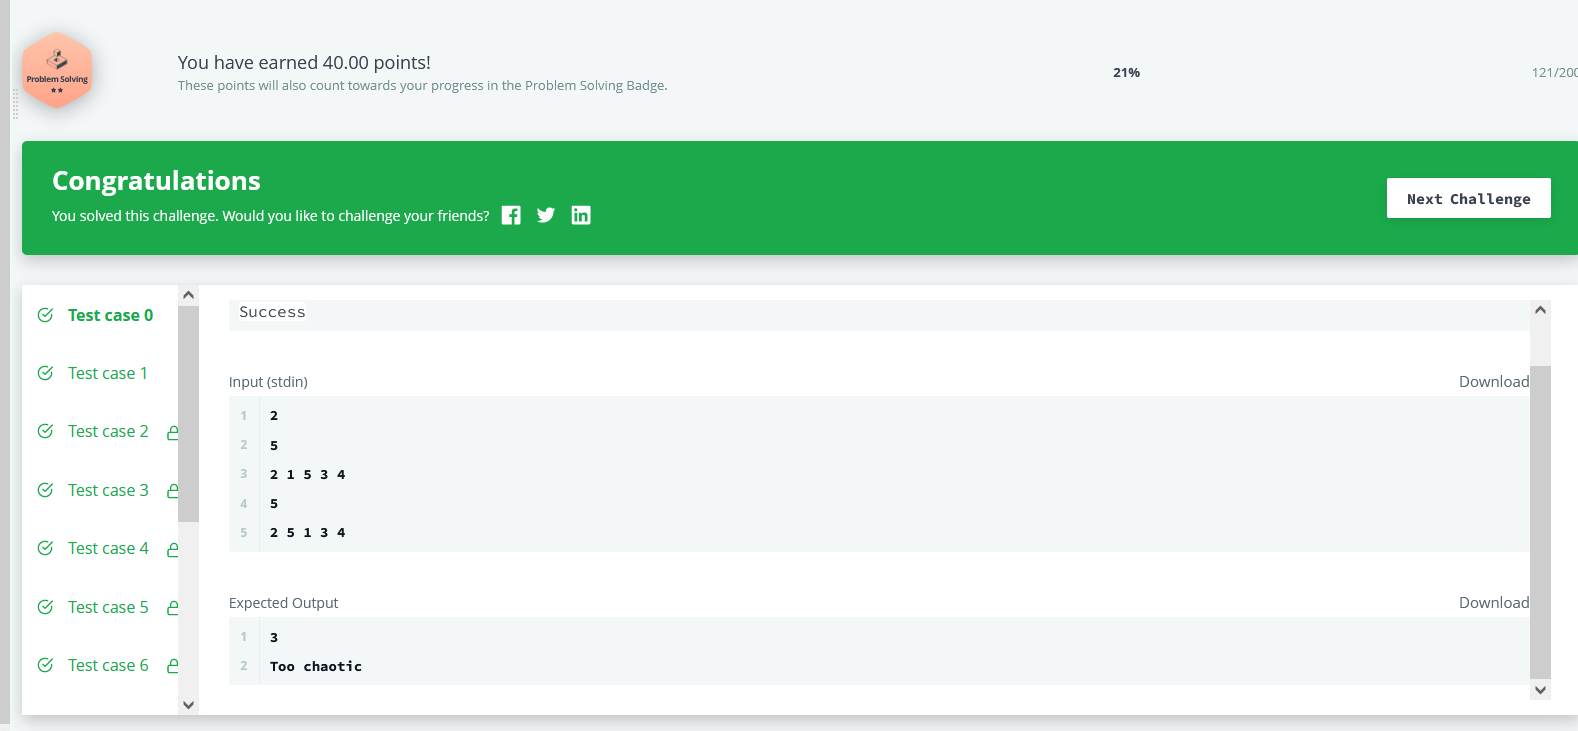 Problem Solving
You have earned 40.00 points!
These points will also count towards your progress in the Problem Solving Badge.
21%
121/200
Congratulations
You solved this challenge. Would you like to challenge your friends?
Next Challenge
Test case 0
Test case 1
Test case 2
Test case 3
Test case 4
Test case 5
Test case 6
Success
Input (stdin)
Download
1 2
2 5
3 2 1 5 3 4
4 5
5 2 5 1 3 4
Expected Output
Download
1 3
2 Too chaotic